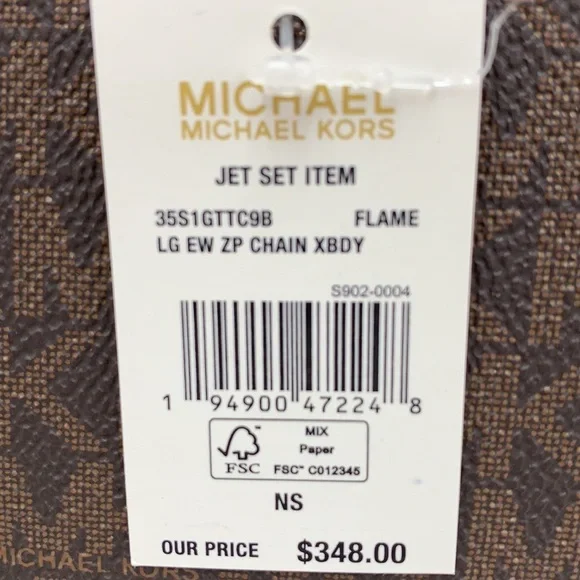 MICHAEL
MICHAEL KORS
JET SET ITEM
35S1GTTC9B FLAME
LG EW ZP CHAIN XBDY
S902-0004
1 94900 47224 8
FSC
MIX
Paper
FSC™ C012345
NS
OUR PRICE $348.00
MICHAEL KORS